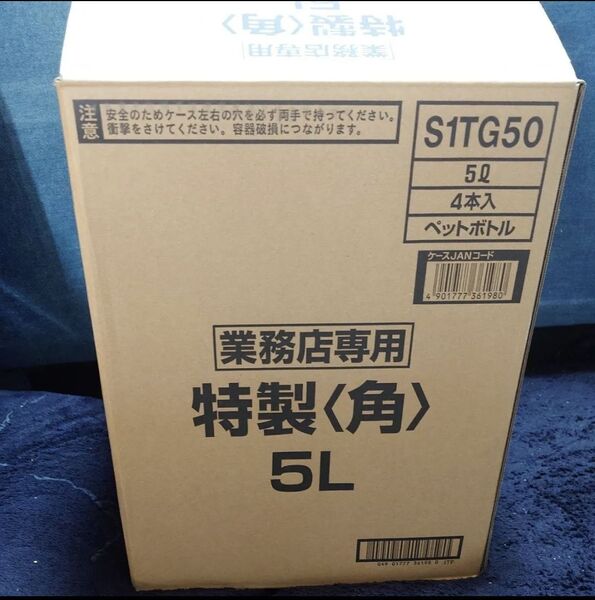 5L
特製〈角〉
業務店専用
注意
安全のためケース左右の穴を必ず両手で持ってください。
衝撃をさけてください。容器破損につながります。
S1TG50
5ℓ
4本入
ペットボトル
ケースJANコード
4 901777 361980
業務店専用
特製〈角〉
5L